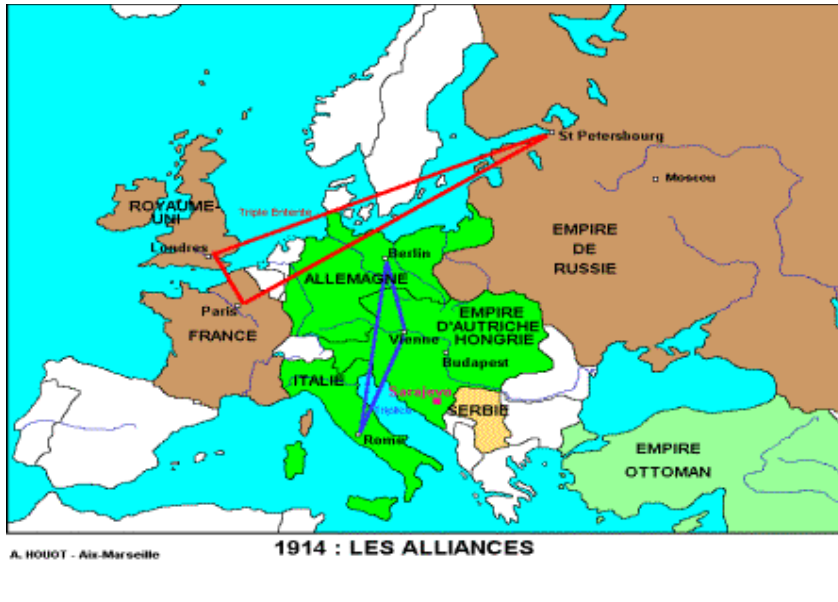 St Petersbourg
Moscou
ROYAUME-
UNI
Triple Entente
Londres
EMPIRE
DE
RUSSIE
Berlin
ALLEMAGNE
Paris
FRANCE
EMPIRE
D'AUTRICHE
HONGRIE
Vienne
Budapest
ITALIE
Sarajevo
Triplice
SERBIE
Rome
EMPIRE
OTTOMAN
A. HOUOT - Aix-Marseille
1914 : LES ALLIANCES